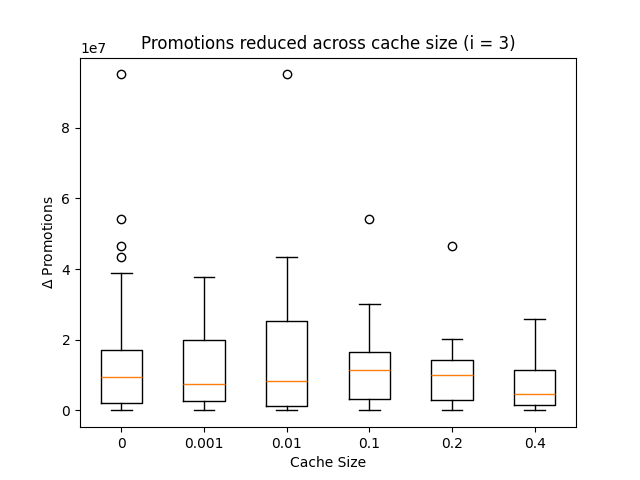 Promotions reduced across cache size (i = 3)
1e7
8
6
4
2
0
Δ Promotions
0 0.001 0.01 0.1 0.2 0.4
Cache Size